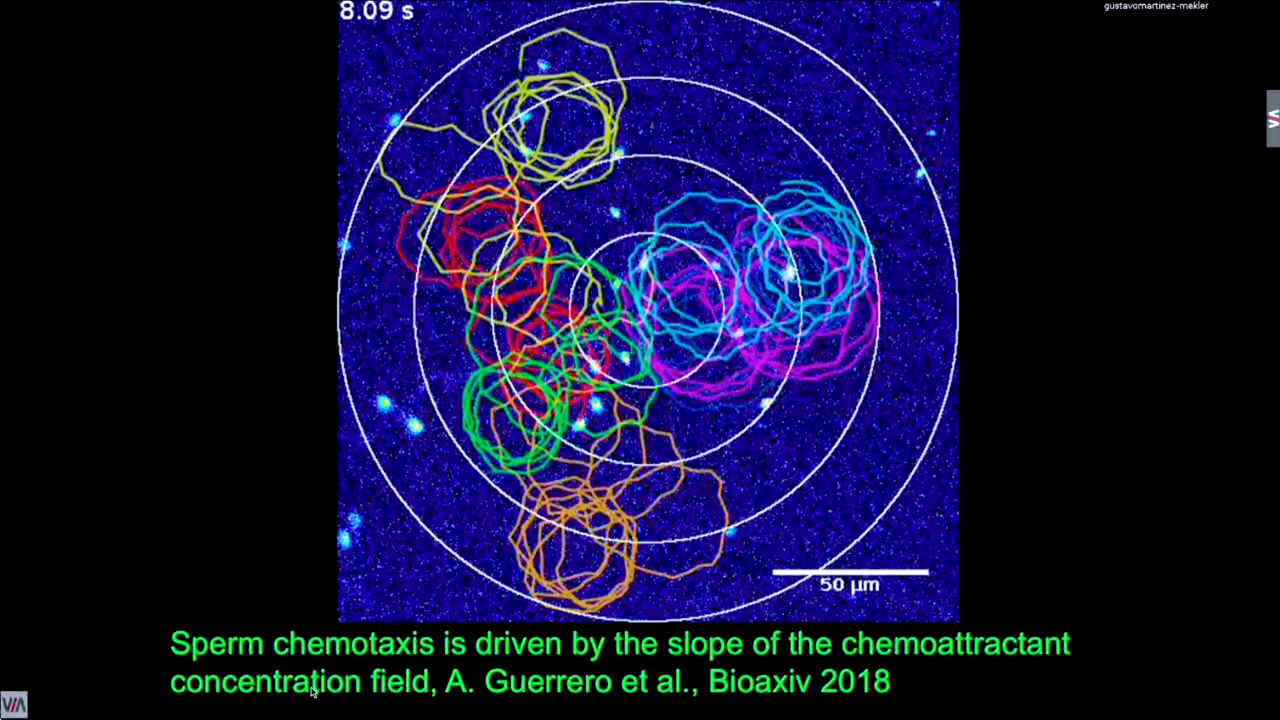 8.09 s
gustavomartinez-mekler
50 µm
Sperm chemotaxis is driven by the slope of the chemoattractant
concentration field, A. Guerrero et al., Bioaxiv 2018
VIA